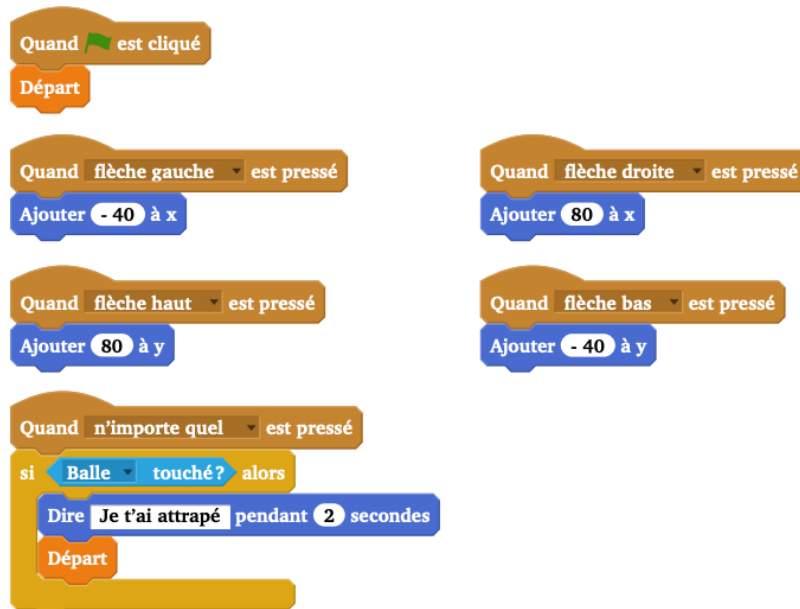 Quand est cliqué
Départ
Quand flèche gauche est pressé
Ajouter - 40 à x
Quand flèche droite est pressé
Ajouter 80 à x
Quand flèche haut est pressé
Ajouter 80 à y
Quand flèche bas est pressé
Ajouter - 40 à y
Quand n'importe quel est pressé
si Balle touché ? alors
Dire Je t'ai attrapé pendant 2 secondes
Départ